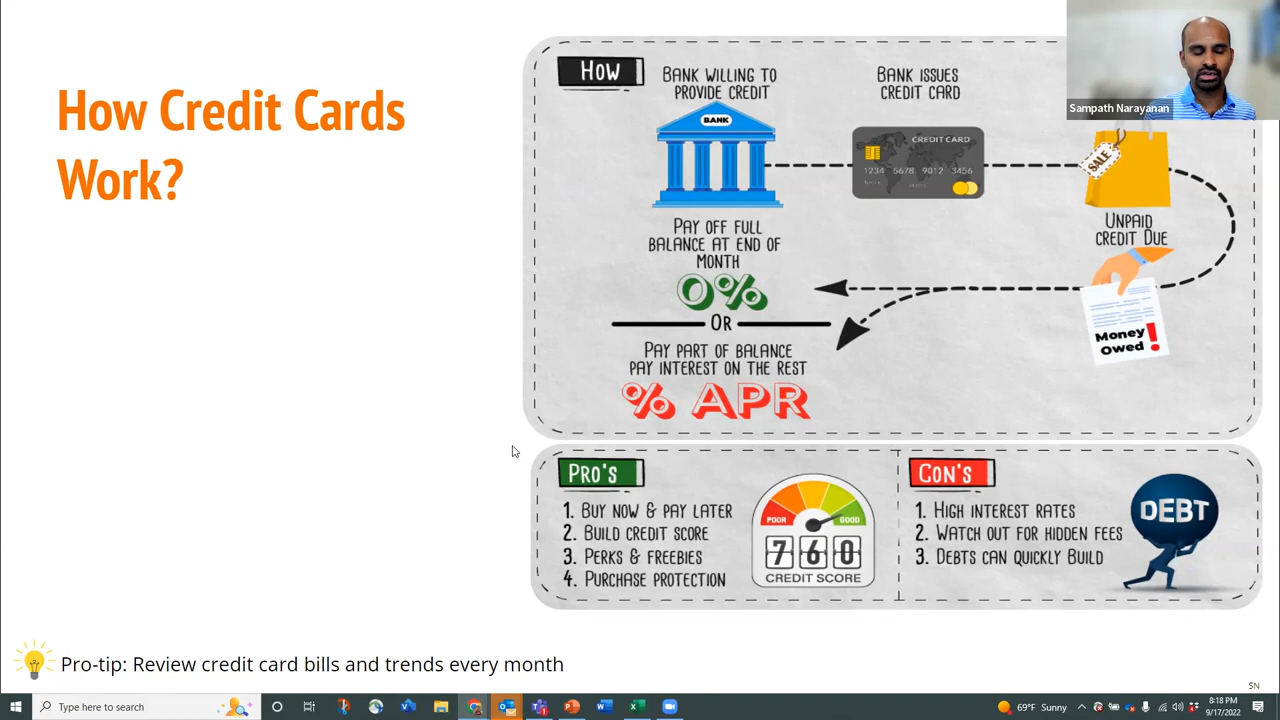 How Credit Cards
Work?
HOW
BANK WILLING TO
PROVIDE CREDIT
BANK
BANK ISSUES
CREDIT CARD
CREDIT CARD
1234 5678 9012 3456
SALE
Sampath Narayanan
UNPAID
CREDIT DUE
Money
Owed !
PAY OFF FULL
BALANCE AT END OF
MONTH
0%
OR
PAY PART OF BALANCE
PAY INTEREST ON THE REST
% APR
PRO'S
1. BUY NOW & PAY LATER
2. BUILD CREDIT SCORE
3. PERKS & FREEBIES
4. PURCHASE PROTECTION
POOR
GOOD
760
CREDIT SCORE
CON'S
1. HIGH INTEREST RATES
2. WATCH OUT FOR HIDDEN FEES
3. DEBTS CAN QUICKLY BUILD
DEBT
Pro-tip: Review credit card bills and trends every month
SN
Type here to search
69°F Sunny
8:18 PM
9/17/2022